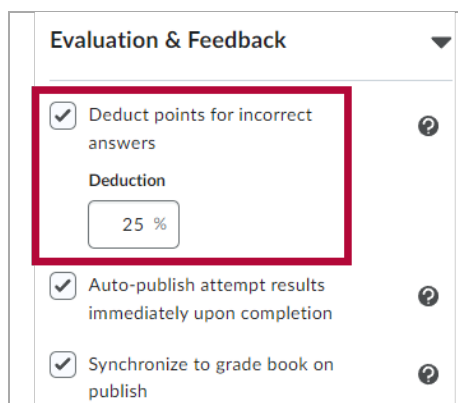 Evaluation & Feedback
Deduct points for incorrect
answers
Deduction
25 %
Auto-publish attempt results
immediately upon completion
Synchronize to grade book on
publish